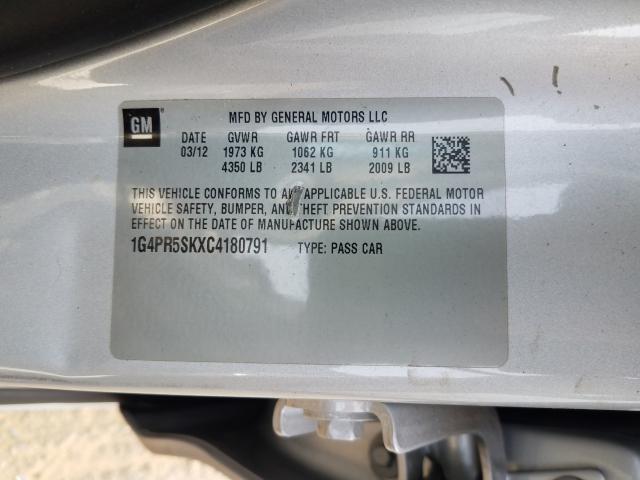 GM
MFD BY GENERAL MOTORS LLC
DATE GVWR GAWR FRT GAWR RR
03/12 1973 KG 1062 KG 911 KG
4350 LB 2341 LB 2009 LB
THIS VEHICLE CONFORMS TO ALL APPLICABLE U.S. FEDERAL MOTOR
VEHICLE SAFETY, BUMPER, AND THEFT PREVENTION STANDARDS IN
EFFECT ON THE DATE OF MANUFACTURE SHOWN ABOVE.
1G4PR5SKXC4180791 TYPE: PASS CAR